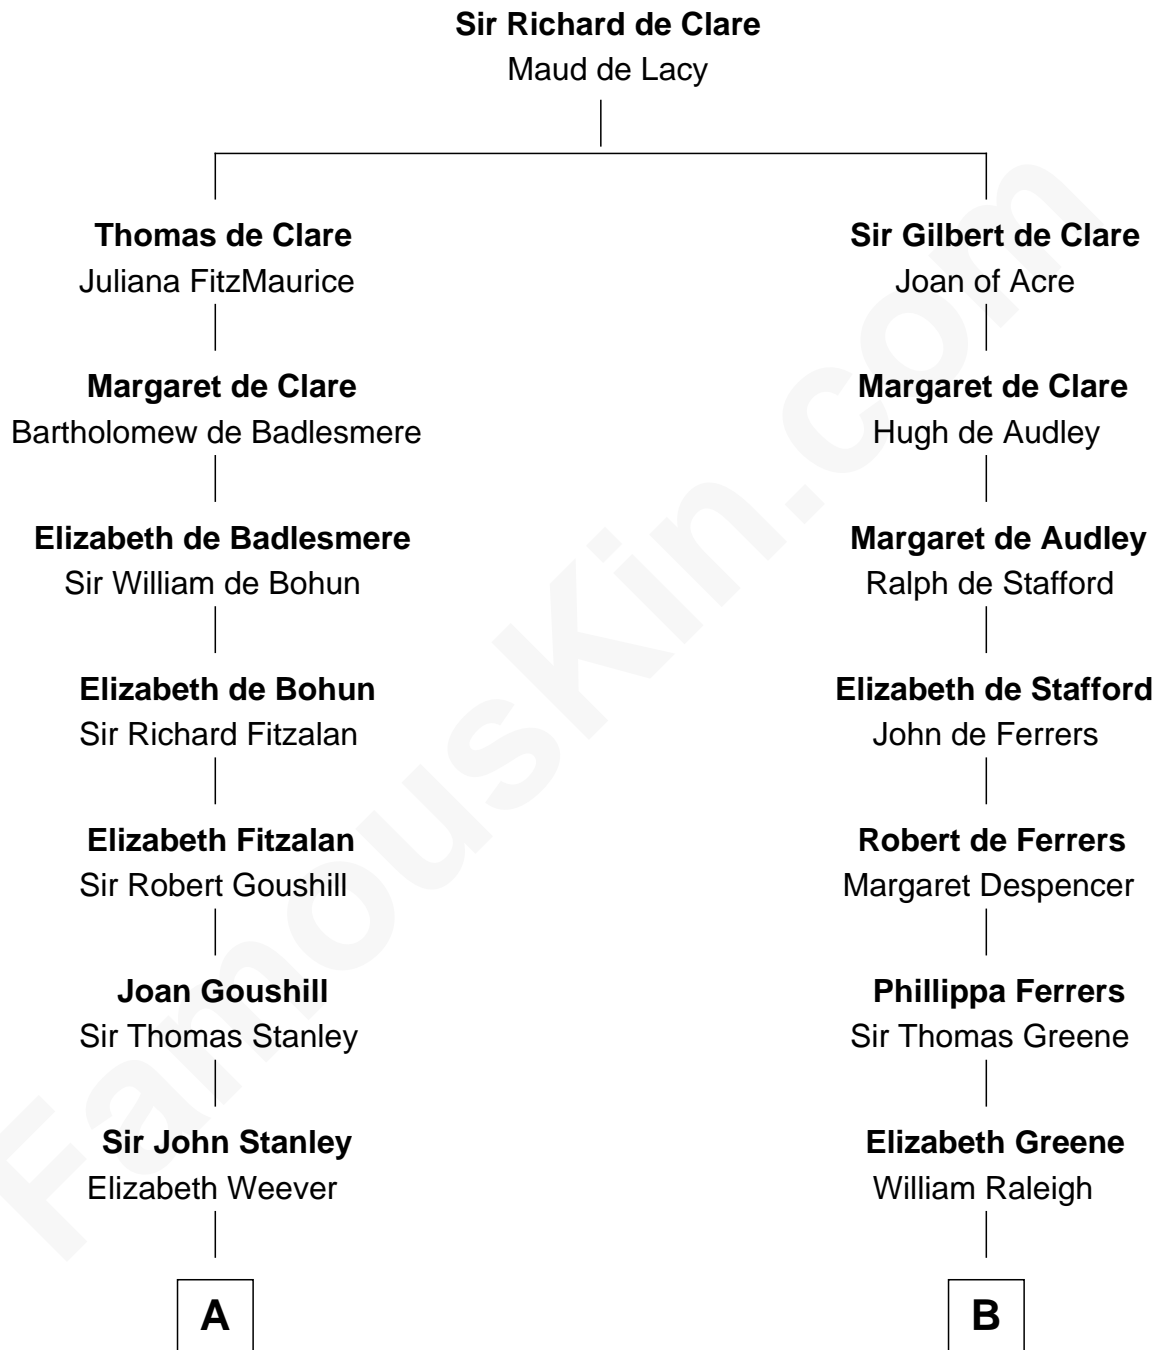 Sir Richard de Clare
Maud de Lacy
Thomas de Clare
Juliana FitzMaurice
Sir Gilbert de Clare
Joan of Acre
Margaret de Clare
Bartholomew de Badlesmere
Margaret de Clare
Hugh de Audley
Elizabeth de Badlesmere
Sir William de Bohun
Margaret de Audley
Ralph de Stafford
Elizabeth de Bohun
Sir Richard Fitzalan
Elizabeth de Stafford
John de Ferrers
Elizabeth Fitzalan
Sir Robert Goushill
Robert de Ferrers
Margaret Despencer
Joan Goushill
Sir Thomas Stanley
Phillippa Ferrers
Sir Thomas Greene
Sir John Stanley
Elizabeth Weever
Elizabeth Greene
William Raleigh
A
B
FamousKin.com